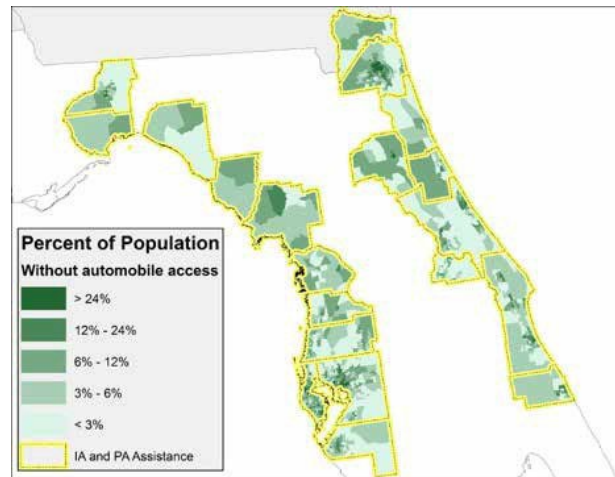 Percent of Population
Without automobile access
> 24%
12% - 24%
6% - 12%
3% - 6%
< 3%
IA and PA Assistance